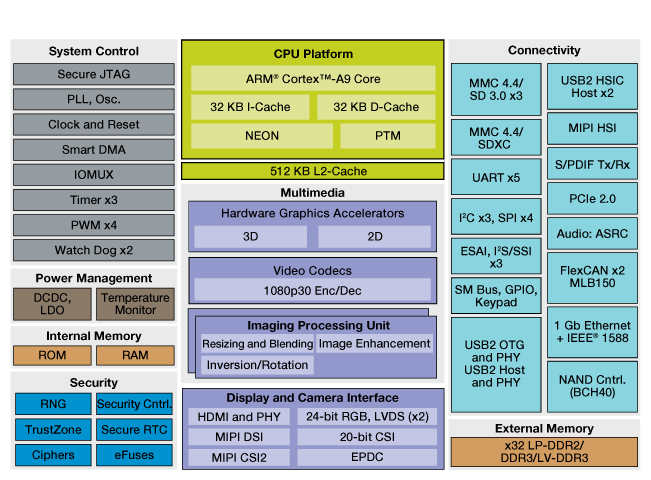 System Control
Secure JTAG
PLL, Osc.
Clock and Reset
Smart DMA
IOMUX
Timer x3
PWM x4
Watch Dog x2
Power Management
DCDC,
LDO
Temperature
Monitor
Internal Memory
ROM
RAM
Security
RNG
Security Cntrl.
TrustZone
Secure RTC
Ciphers
eFuses
CPU Platform
ARM® Cortex™-A9 Core
32 KB I-Cache
32 KB D-Cache
NEON
PTM
512 KB L2-Cache
Multimedia
Hardware Graphics Accelerators
3D
2D
Video Codecs
1080p30 Enc/Dec
Imaging Processing Unit
Resizing and Blending
Image Enhancement
Inversion/Rotation
Display and Camera Interface
HDMI and PHY
24-bit RGB, LVDS (x2)
MIPI DSI
20-bit CSI
MIPI CSI2
EPDC
Connectivity
MMC 4.4/
SD 3.0 x3
MMC 4.4/
SDXC
UART x5
I²C x3, SPI x4
ESAI, I²S/SSI
x3
SM Bus, GPIO,
Keypad
USB2 OTG
and PHY
USB2 Host
and PHY
USB2 HSIC
Host x2
MIPI HSI
S/PDIF Tx/Rx
PCIe 2.0
Audio: ASRC
FlexCAN x2
MLB150
1 Gb Ethernet
+ IEEE® 1588
NAND Cntrl.
(BCH40)
External Memory
x32 LP-DDR2/
DDR3/LV-DDR3